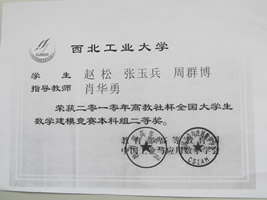 西北工业大学
学 生 赵松 张玉兵 周群博
指导教师 肖华勇
荣获二零一零年高教社杯全国大学生
数学建模竞赛本科组二等奖。
CSIAM